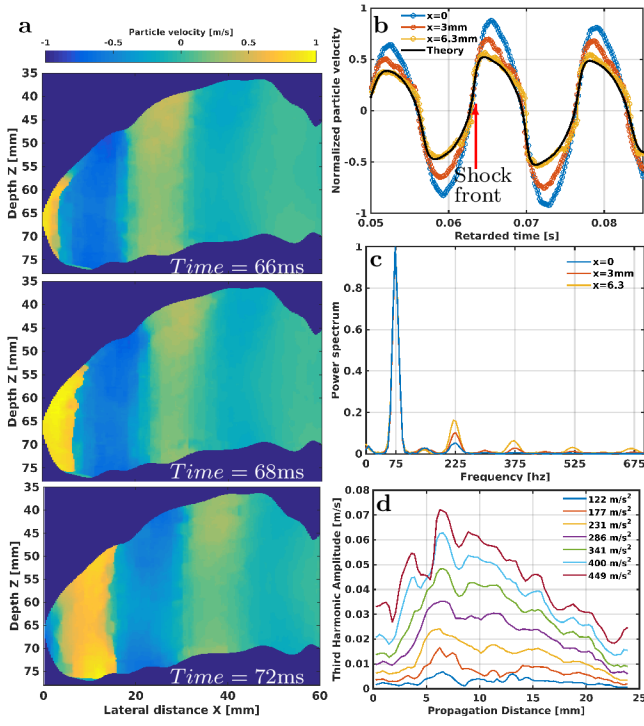 a
Particle velocity [m/s]
-1 -0.5 0 0.5 1
35
40
45
50
55
60
65
70
75
Depth Z [mm]
Time = 66ms
35
40
45
50
55
60
65
70
75
Depth Z [mm]
Time = 68ms
35
40
45
50
55
60
65
70
75
78
Depth Z [mm]
Time = 72ms
0 20 40 60
Lateral distance X [mm]
b
x=0
x=3mm
x=6.3mm
Theory
1
0.5
0
-0.5
-1
Normalized particle velocity
Shock
front
0.05 0.06 0.07 0.08
Retarded time [s]
c
x=0
x=3mm
x=6.3
1
0.8
0.6
0.4
0.2
0
Power spectrum
0 75 225 375 525 675
Frequency [hz]
d
122 m/s²
177 m/s²
231 m/s²
286 m/s²
341 m/s²
400 m/s²
449 m/s²
0.08
0.07
0.06
0.05
0.04
0.03
0.02
0.01
0
Third Harmonic Amplitude [m/s]
0 5 10 15 20 25
Propagation Distance [mm]